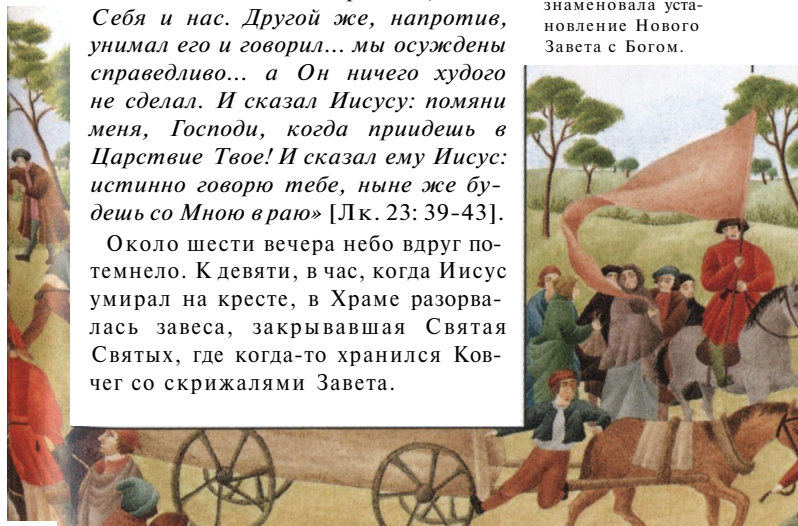 Себя и нас. Другой же, напротив,
унимал его и говорил... мы осуждены
справедливо... а Он ничего худого
не сделал. И сказал Иисусу: помяни
меня, Господи, когда приидешь в
Царствие Твое! И сказал ему Иисус:
истинно говорю тебе, ныне же бу-
дешь со Мною в раю» [Лк. 23: 39-43].
Около шести вечера небо вдруг по-
темнело. К девяти, в час, когда Иисус
умирал на кресте, в Храме разорва-
лась завеса, закрывавшая Святая
Святых, где когда-то хранился Ков-
чег со скрижалями Завета.
знаменовала уста-
новление Нового
Завета с Богом.